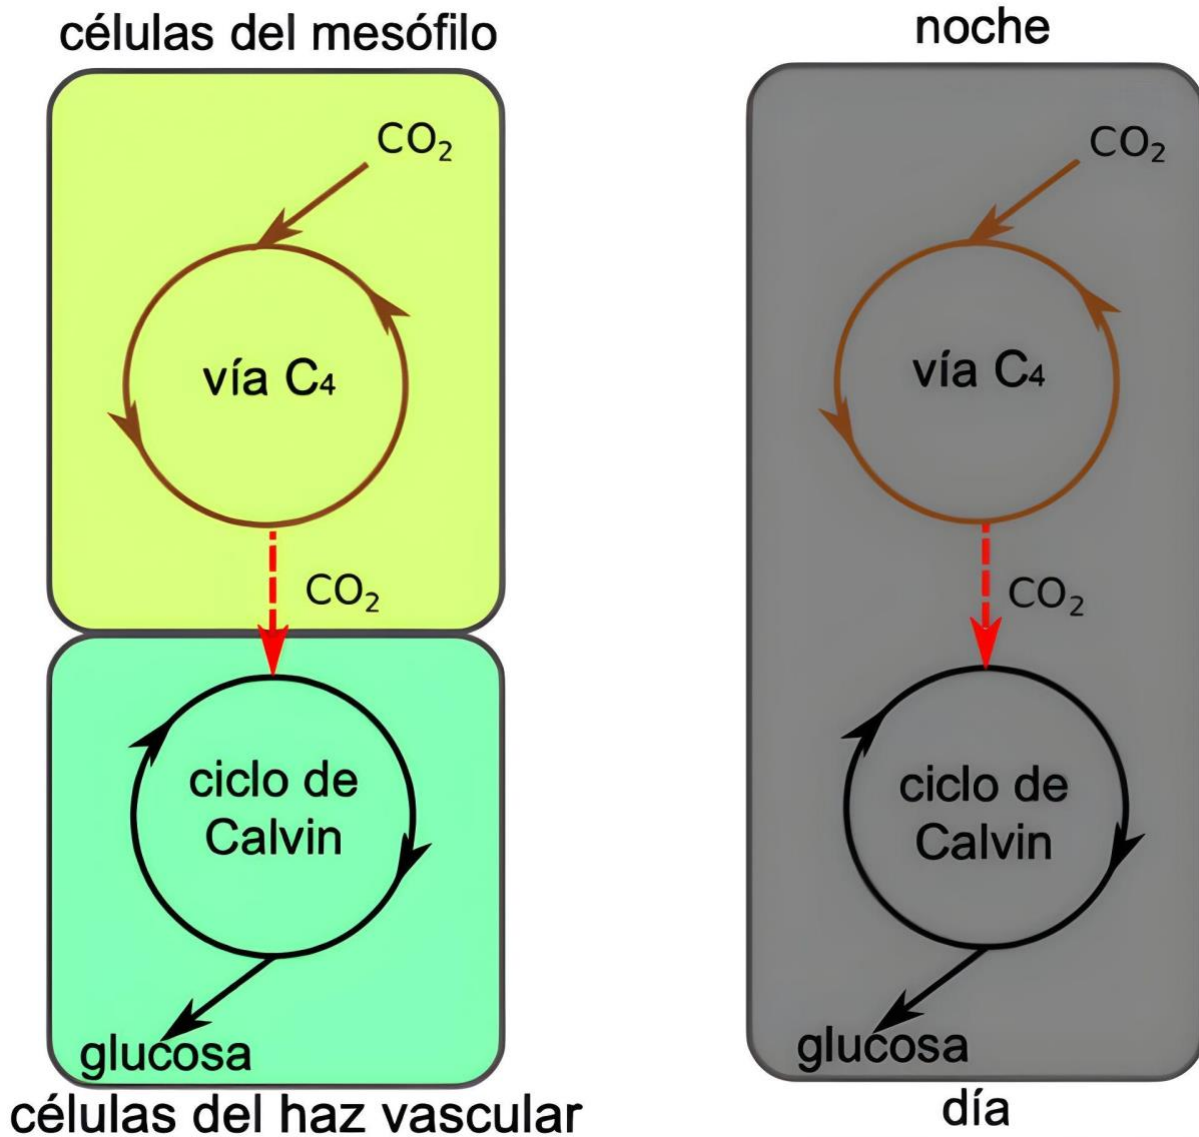 células del mesófilo
CO₂
vía C₄
CO₂
ciclo de
Calvin
glucosa
células del haz vascular
noche
CO₂
vía C₄
CO₂
ciclo de
Calvin
glucosa
día